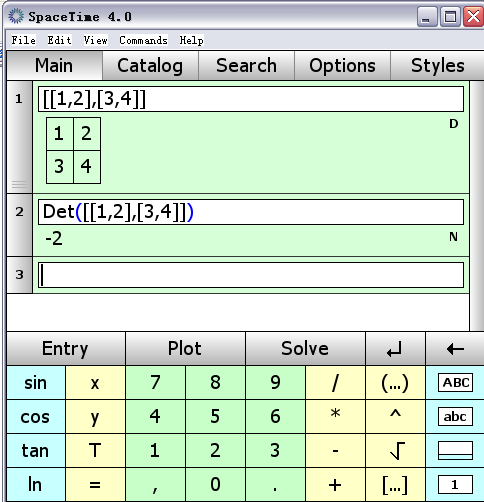 SpaceTime 4.0
File Edit View Commands Help
Main Catalog Search Options Styles
1 [[1,2],[3,4]]
D
1 2
3 4
2 Det([[1,2],[3,4]])
-2 N
3
Entry Plot Solve ↵ ←
sin x 7 8 9 / (...) ABC
cos y 4 5 6 * ^ abc
tan T 1 2 3 - √
ln = , 0 . + [...] 1